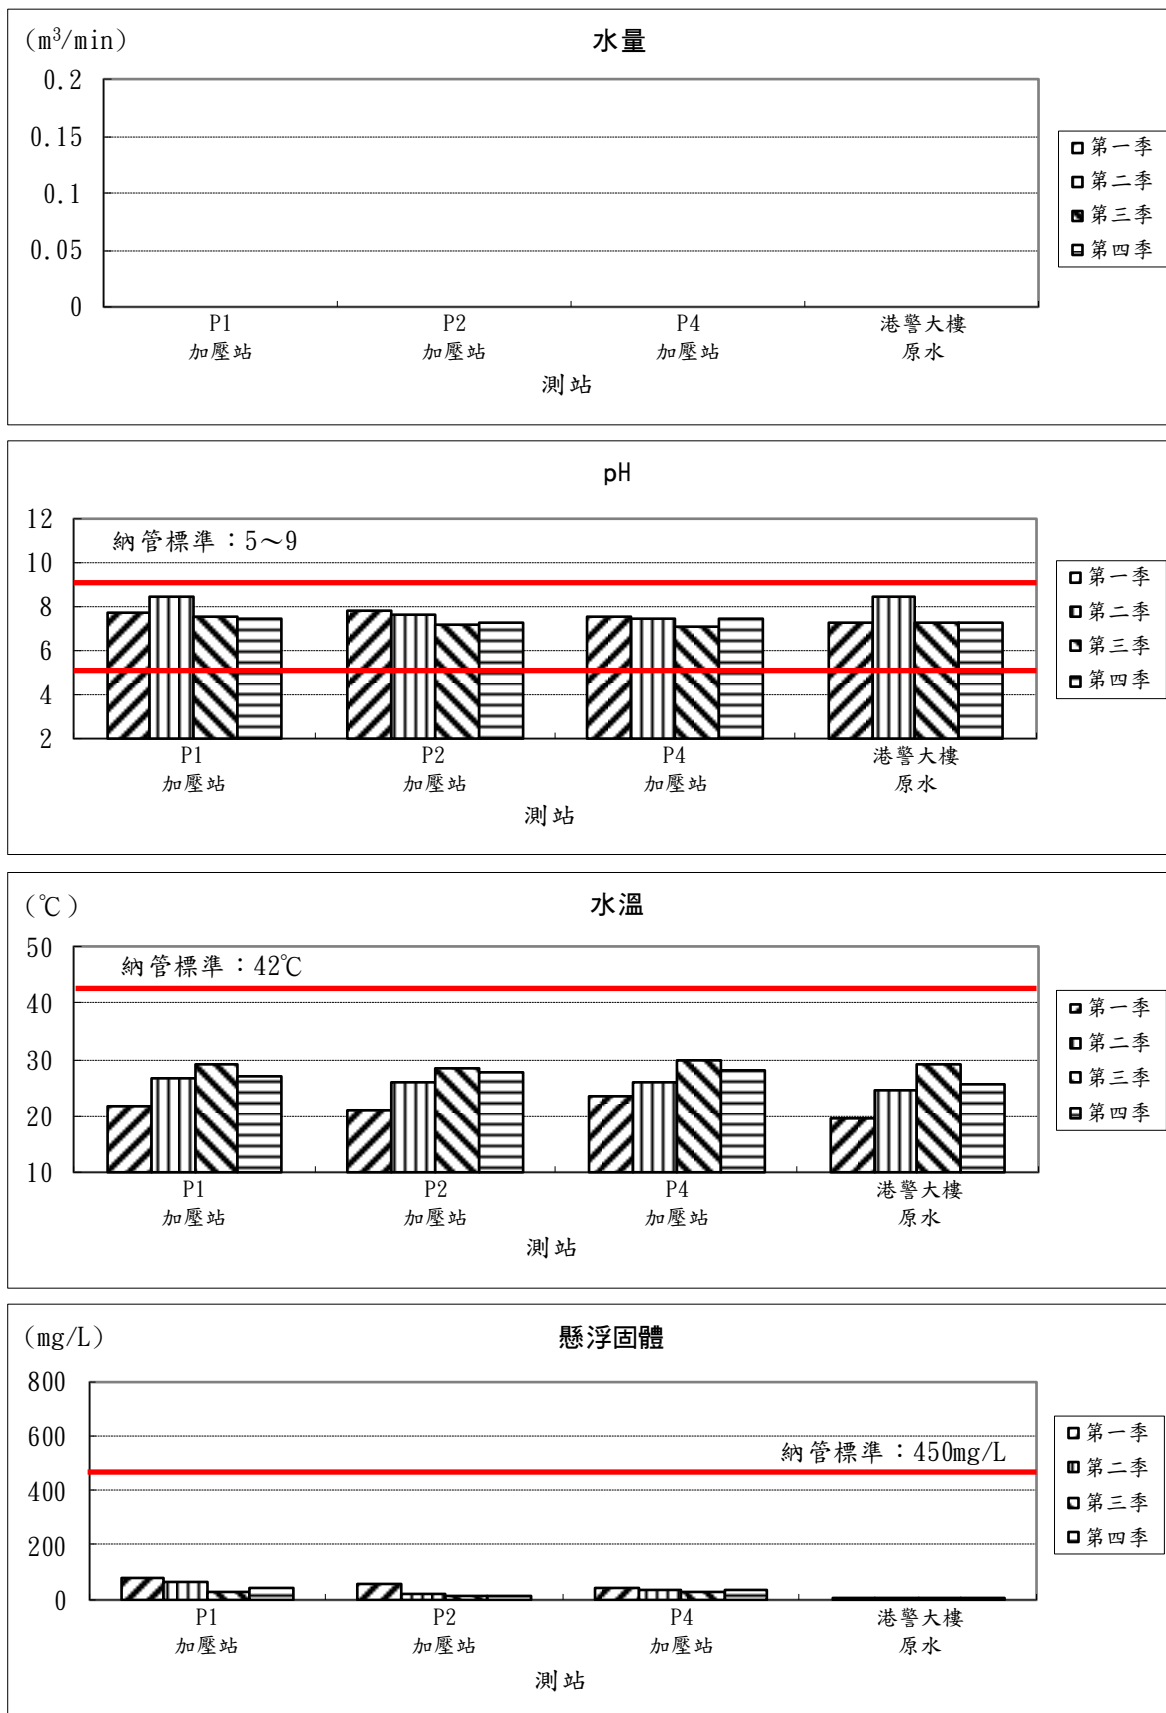 (m³/min)
水量
0.2
0.15
0.1
0.05
0
第一季
第二季
第三季
第四季
P1 P2 P4 港警大樓
加壓站 加壓站 加壓站 原水
測站
pH
12
10
8
6
4
2
納管標準：5～9
第一季
第二季
第三季
第四季
P1 P2 P4 港警大樓
加壓站 加壓站 加壓站 原水
測站
(℃)
水溫
50
40
30
20
10
納管標準：42℃
第一季
第二季
第三季
第四季
P1 P2 P4 港警大樓
加壓站 加壓站 加壓站 原水
測站
(mg/L)
懸浮固體
800
600
400
200
0
納管標準：450mg/L
第一季
第二季
第三季
第四季
P1 P2 P4 港警大樓
加壓站 加壓站 加壓站 原水
測站